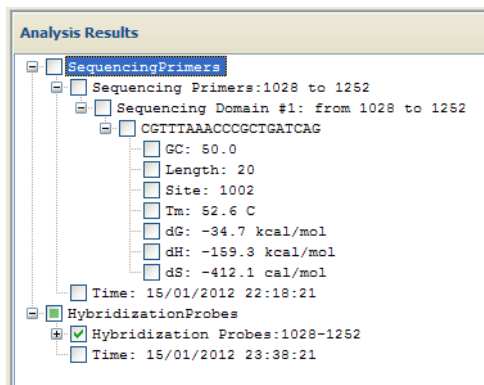 Analysis Results
SequencingPrimers
Sequencing Primers:1028 to 1252
Sequencing Domain #1: from 1028 to 1252
CGTTTAAACCCGCTGATCAG
GC: 50.0
Length: 20
Site: 1002
Tm: 52.6 C
dG: -34.7 kcal/mol
dH: -159.3 kcal/mol
dS: -412.1 cal/mol
Time: 15/01/2012 22:18:21
HybridizationProbes
Hybridization Probes:1028-1252
Time: 15/01/2012 23:38:21